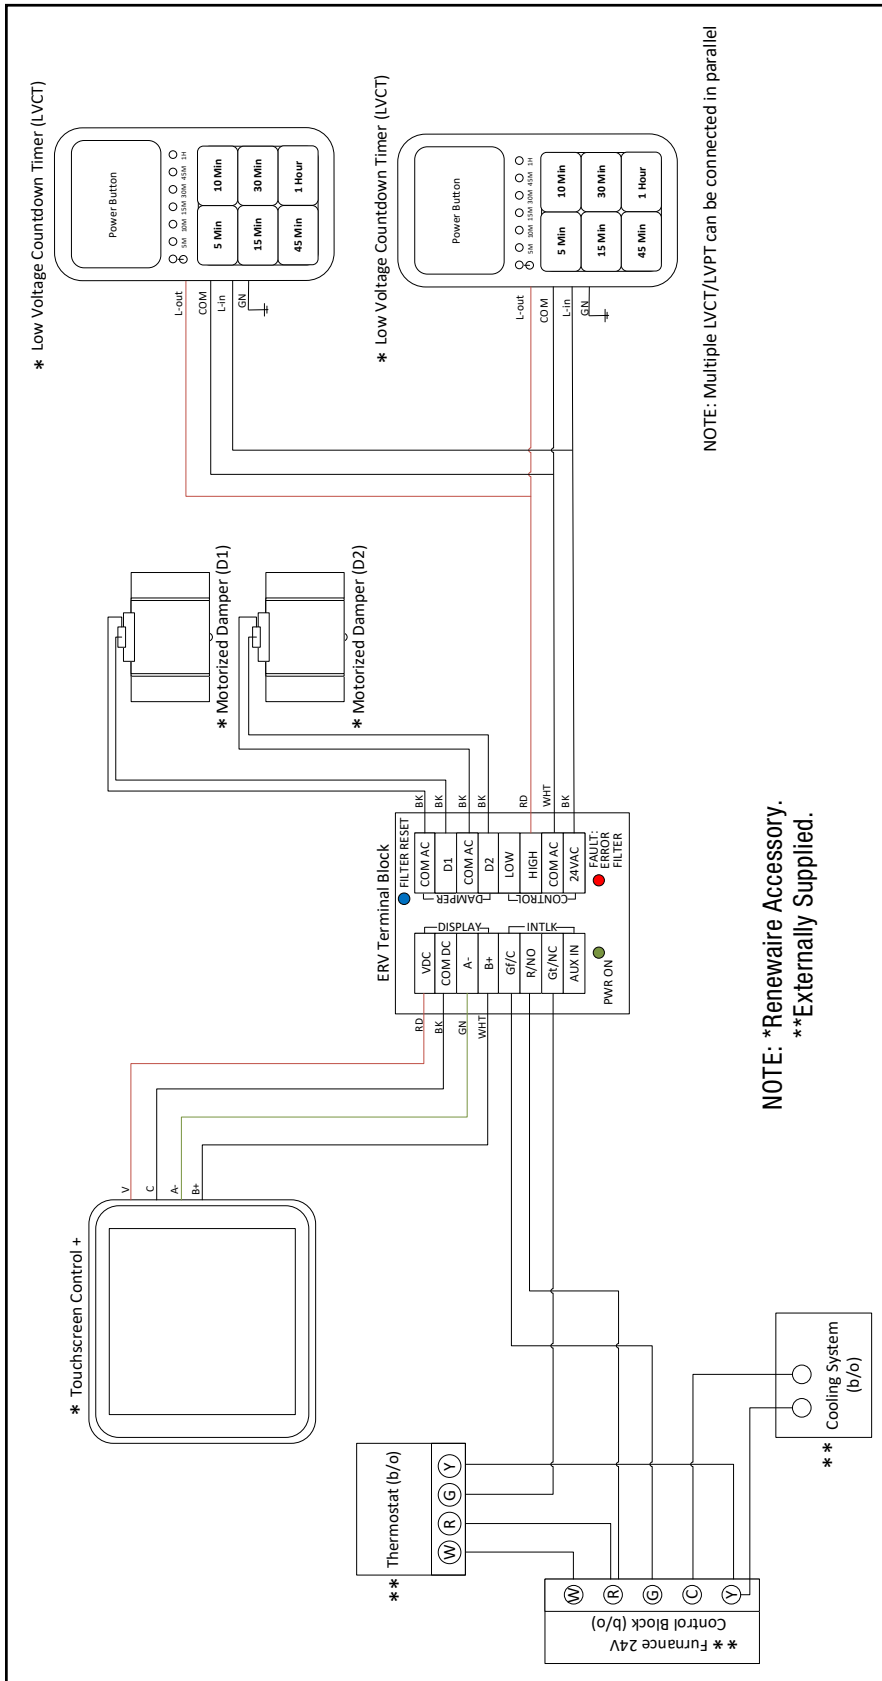 * Touchscreen Control +
V
C
A-
B+
** Thermostat (b/o)
W
R
G
Y
** Furnance 24V
Control Block (b/o)
W
R
G
C
Y
** Cooling System
(b/o)
ERV Terminal Block
FILTER RESET
DISPLAY
INTLK
VDC
COM DC
A-
B+
Gf/C
R/NO
Gt/NC
AUX IN
RD
BK
GN
WHT
PWR ON
DAMPER
CONTROL
COM AC
D1
COM AC
D2
LOW
HIGH
COM AC
24VAC
BK
BK
BK
BK
RD
WHT
BK
FAULT:
ERROR
FILTER
* Motorized Damper (D1)
* Motorized Damper (D2)
* Low Voltage Countdown Timer (LVCT)
Power Button
5M 10M 15M 30M 45M 1H
5 Min 10 Min
15 Min 30 Min
45 Min 1 Hour
L-out
COM
L-in
GN
* Low Voltage Countdown Timer (LVCT)
Power Button
5M 10M 15M 30M 45M 1H
5 Min 10 Min
15 Min 30 Min
45 Min 1 Hour
L-out
COM
L-in
GN
NOTE: Multiple LVCT/LVPT can be connected in parallel
NOTE: *Renewaire Accessory.
**Externally Supplied.